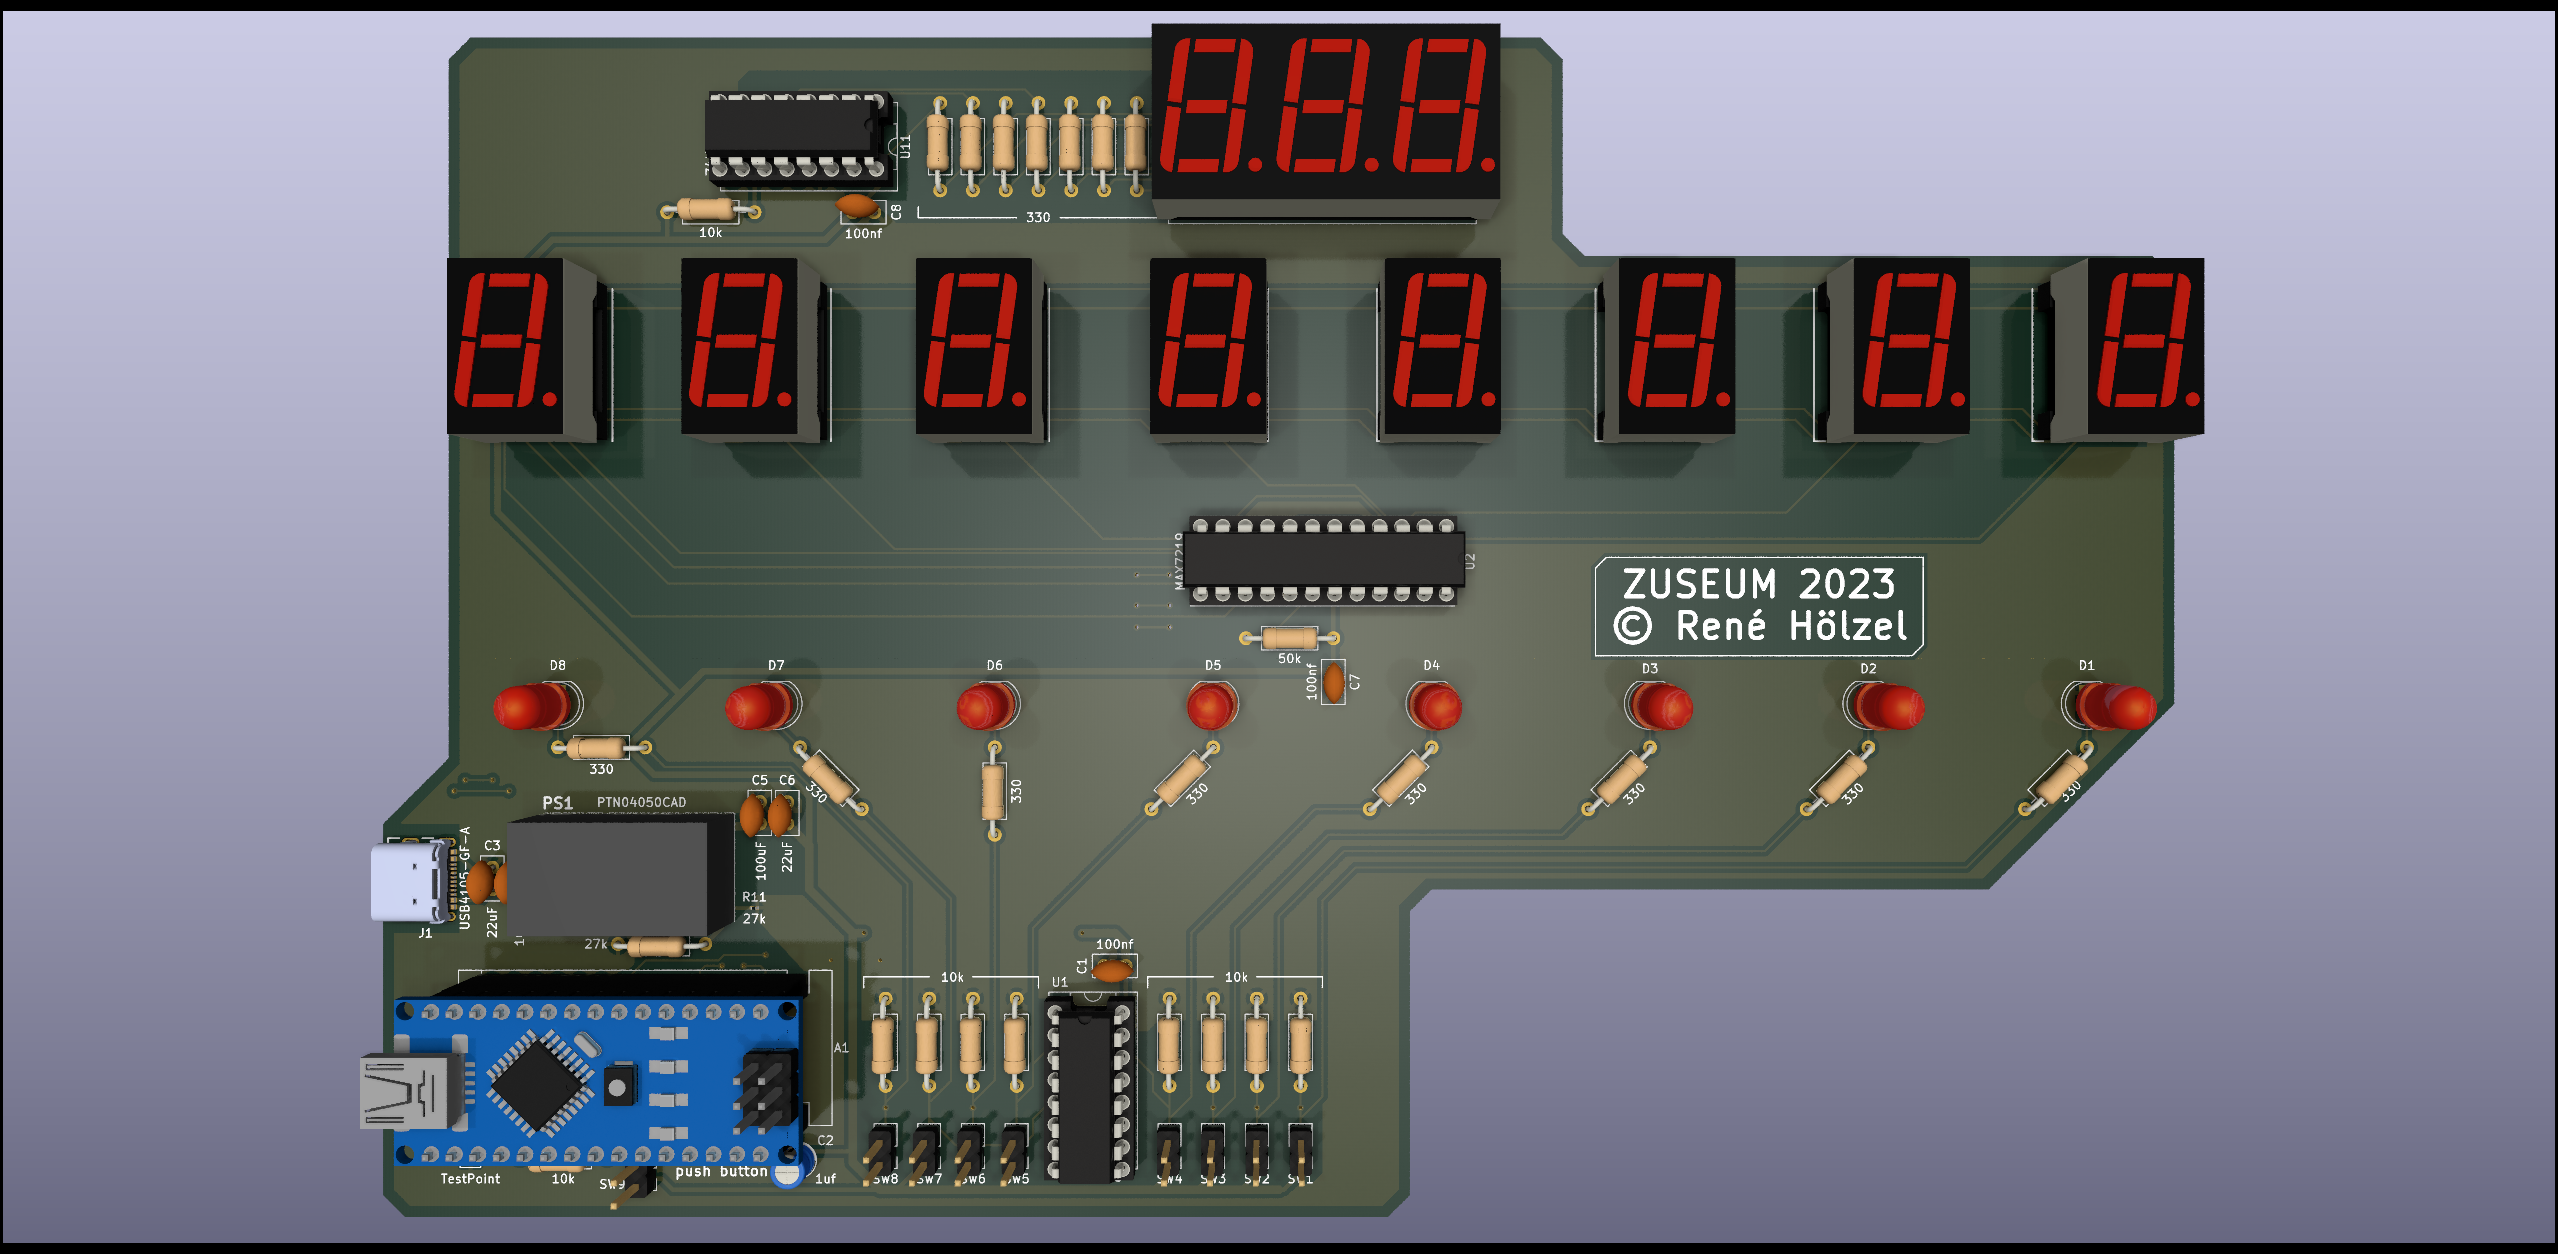 U11
10k
C8
100nf
330
MAX7219
U2
ZUSEUM 2023
© René Hölzel
50k
100nf
C7
D8
D7
D6
D5
D4
D3
D2
D1
330
330
330
330
330
330
330
330
C5
C6
PS1
PTN04050CAD
100uF
22uF
C3
USB4105-GF-A
22uF
J1
R11
27k
27k
100nf
C1
10k
10k
U1
A1
C2
1uf
push button
TestPoint
10k
SW9
SW8
SW7
SW6
SW5
SW4
SW3
SW2
SW1